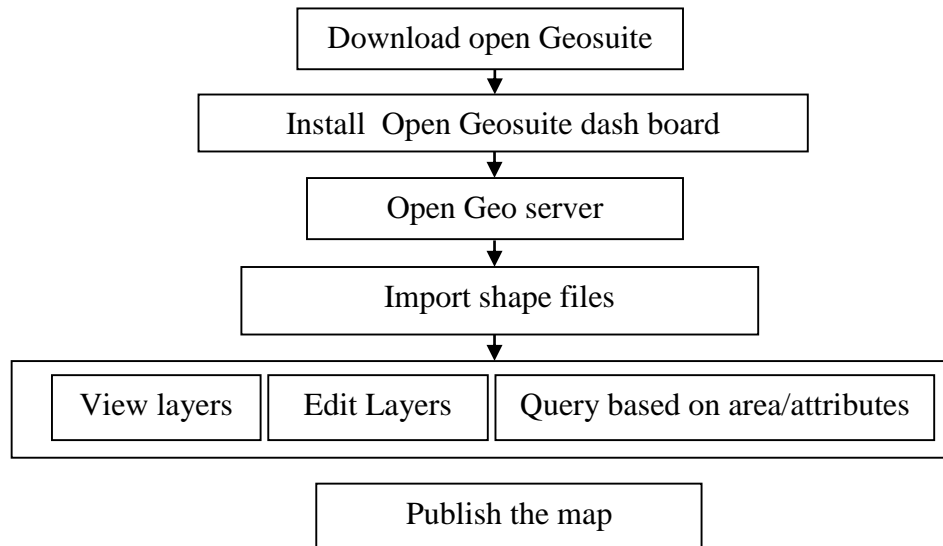 Download open Geosuite
Install Open Geosuite dash board
Open Geo server
Import shape files
View layers
Edit Layers
Query based on area/attributes
Publish the map